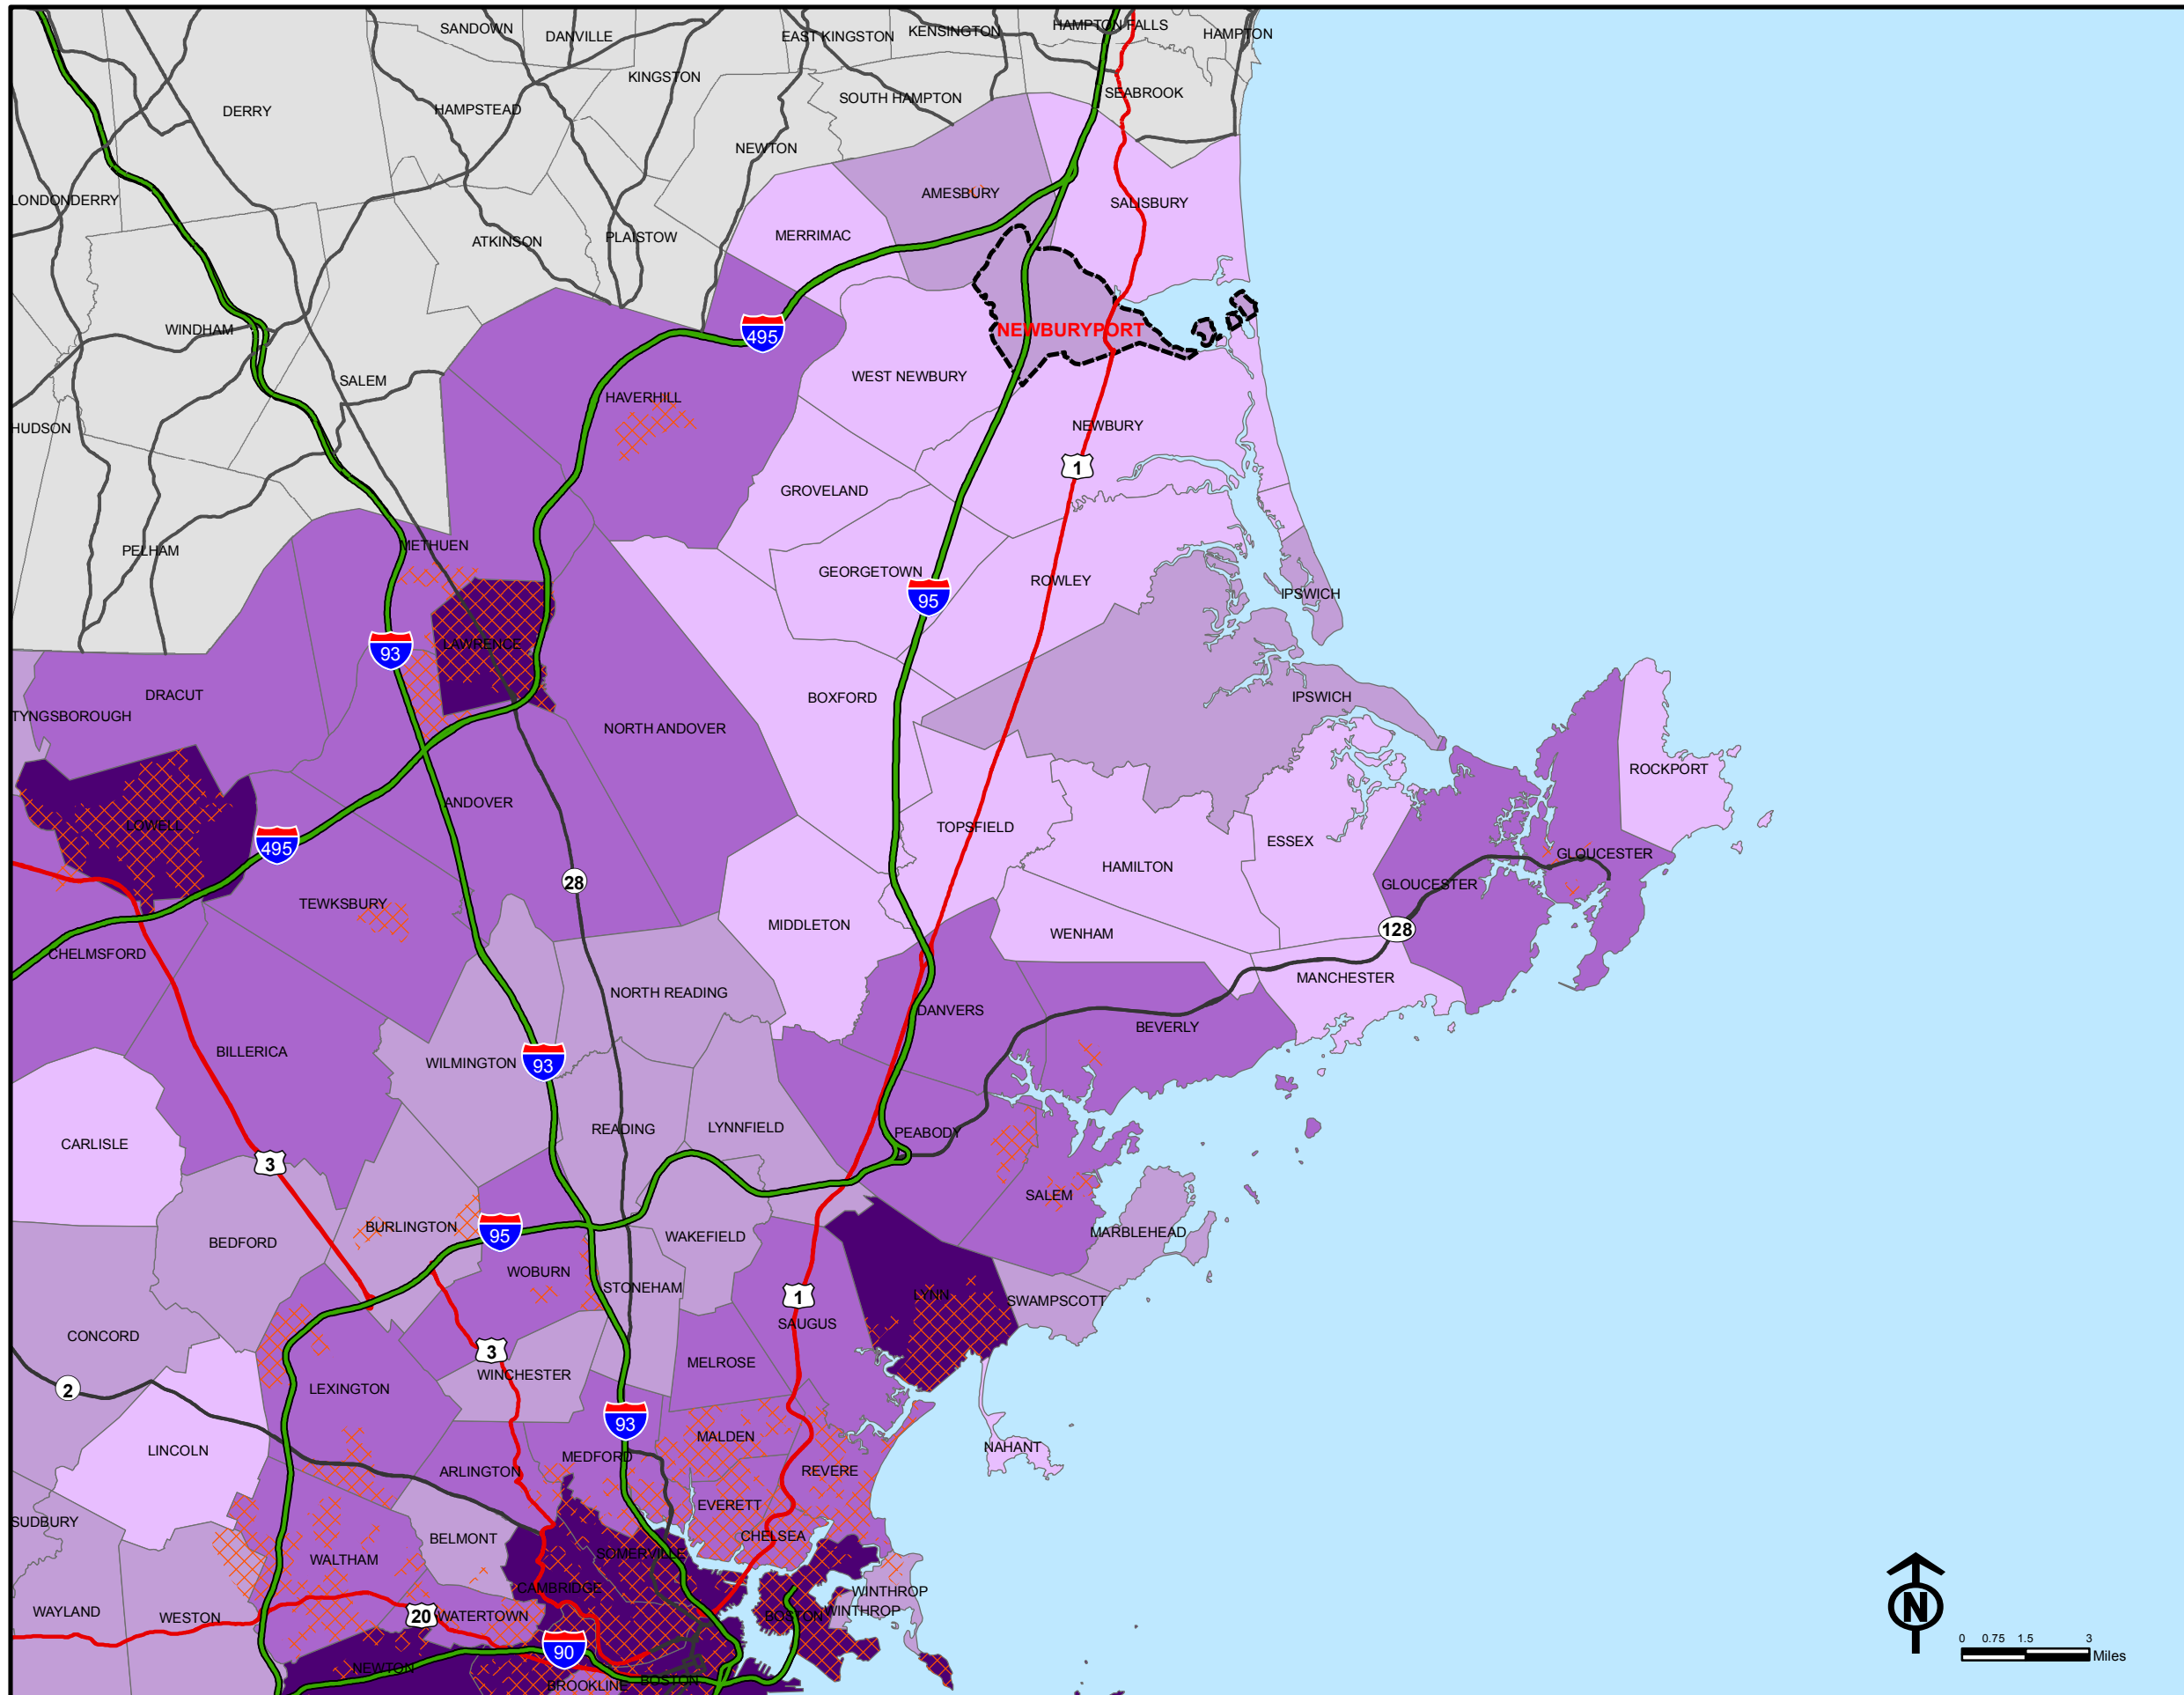 SANDOWN
DANVILLE
EAST KINGSTON
KENSINGTON
HAMPTON FALLS
HAMPTON
KINGSTON
DERRY
HAMPSTEAD
SOUTH HAMPTON
SEABROOK
NEWTON
LONDONDERRY
AMESBURY
SALISBURY
ATKINSON
PLAISTOW
MERRIMAC
WINDHAM
495
NEWBURYPORT
SALEM
WEST NEWBURY
HAVERHILL
HUDSON
NEWBURY
1
GROVELAND
PELHAM
METHUEN
GEORGETOWN
ROWLEY
95
IPSWICH
LAWRENCE
93
DRACUT
BOXFORD
IPSWICH
TYNGSBOROUGH
NORTH ANDOVER
ROCKPORT
ANDOVER
LOWELL
495
TOPSFIELD
ESSEX
GLOUCESTER
HAMILTON
28
GLOUCESTER
TEWKSBURY
MIDDLETON
WENHAM
128
CHELMSFORD
MANCHESTER
NORTH READING
DANVERS
BEVERLY
BILLERICA
WILMINGTON
93
CARLISLE
READING
LYNNFIELD
PEABODY
3
SALEM
BURLINGTON
95
WAKEFIELD
MARBLEHEAD
BEDFORD
WOBURN
STONEHAM
1
LYNN
SWAMPSCOTT
SAUGUS
CONCORD
3
MELROSE
WINCHESTER
2
LEXINGTON
93
MALDEN
LINCOLN
NAHANT
MEDFORD
ARLINGTON
REVERE
EVERETT
SUDBURY
CHELSEA
BELMONT
SOMERVILLE
WALTHAM
CAMBRIDGE
WINTHROP
WAYLAND
WESTON
20
WATERTOWN
BOSTON
WINTHROP
90
NEWTON
BOSTON
BROOKLINE
N
0 0.75 1.5 3
Miles